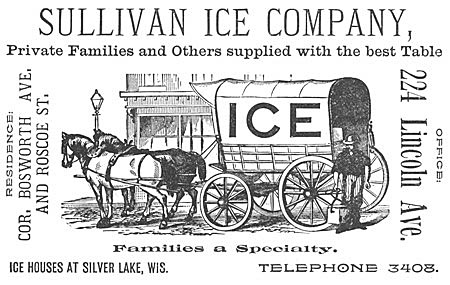 SULLIVAN ICE COMPANY,
Private Families and Others supplied with the best Table
RESIDENCE:
COR. BOSWORTH AVE.
AND ROSCOE ST.
ICE
OFFICE:
224 Lincoln Ave.
Families a Specialty.
ICE HOUSES AT SILVER LAKE, WIS.
TELEPHONE 3408.